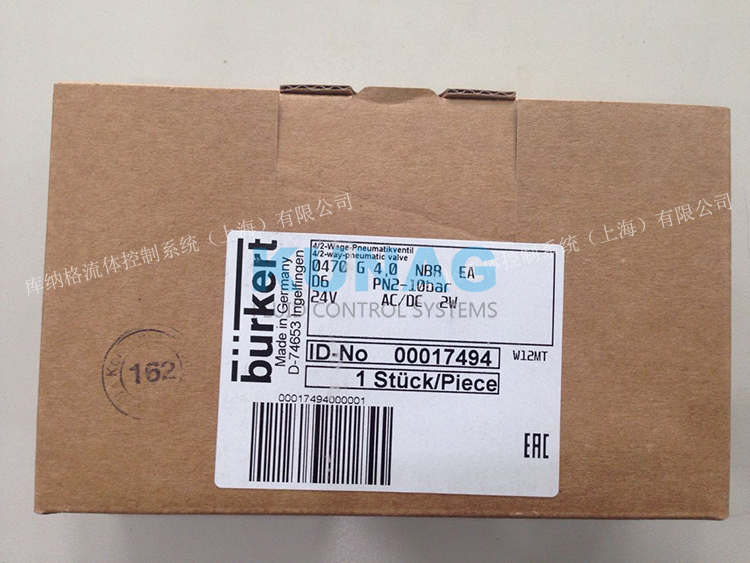 库纳格流体控制系统（上海）有限公司
库纳格流体控制系统（上海）有限公司
bürkert
Made in Germany
D-74653 Ingelfingen
4/2-Wege-Pneumatikventil
4/2-way-pneumatic valve
0470 G 4,0 NBR EA
D6 PN2-10bar
24V AC/DC 2W
KUNAG
FLUID CONTROL SYSTEMS
ID-No 00017494
W12MT
1 Stück/Piece
00017494000001
EAC
162